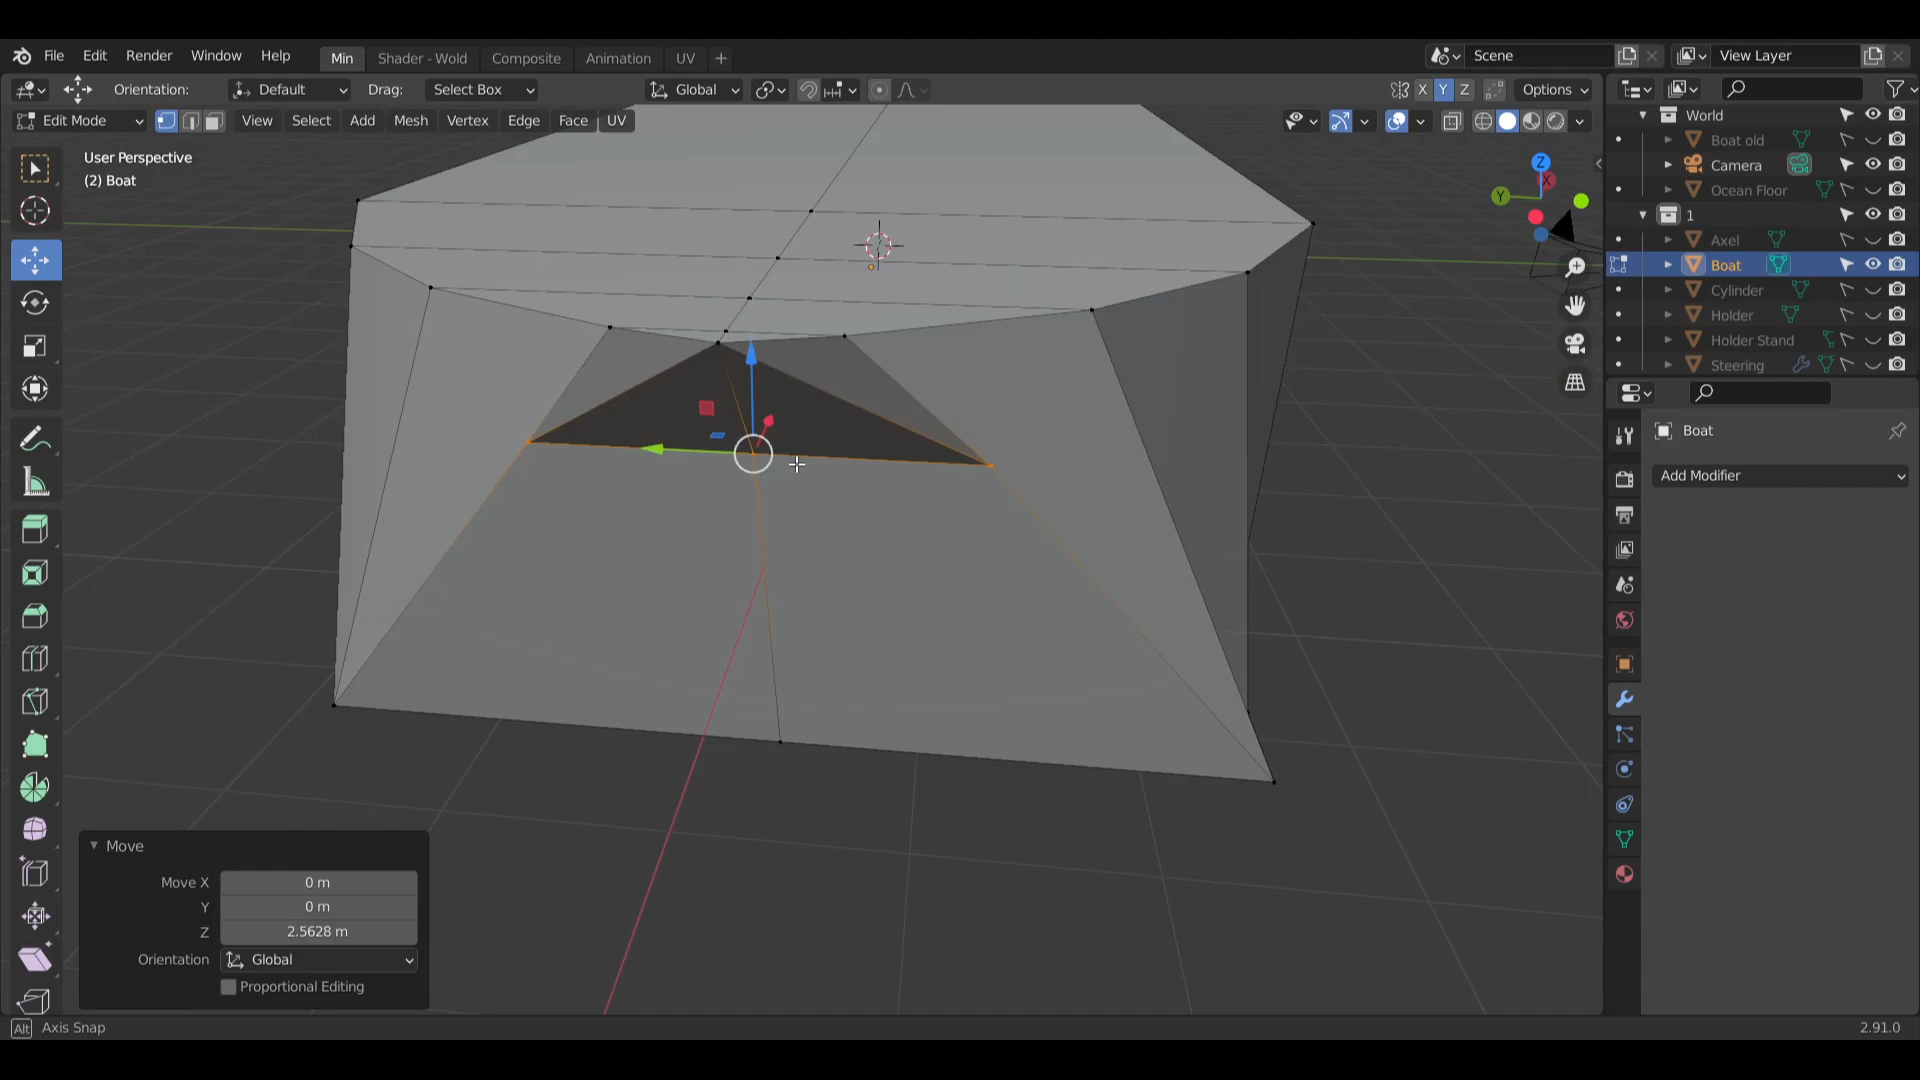 File Edit Render Window Help Min Shader - Wold Composite Animation UV + Scene View Layer
Orientation: Default Drag: Select Box Global X Y Z Options
Edit Mode View Select Add Mesh Vertex Edge Face UV
User Perspective
(2) Boat
Z
X
Y
World
Boat old
Camera
Ocean Floor
1
Axel
Boat
Cylinder
Holder
Holder Stand
Steering
Boat
Add Modifier
Move
Move X 0 m
Y 0 m
Z 2.5628 m
Orientation Global
Proportional Editing
Alt Axis Snap 2.91.0